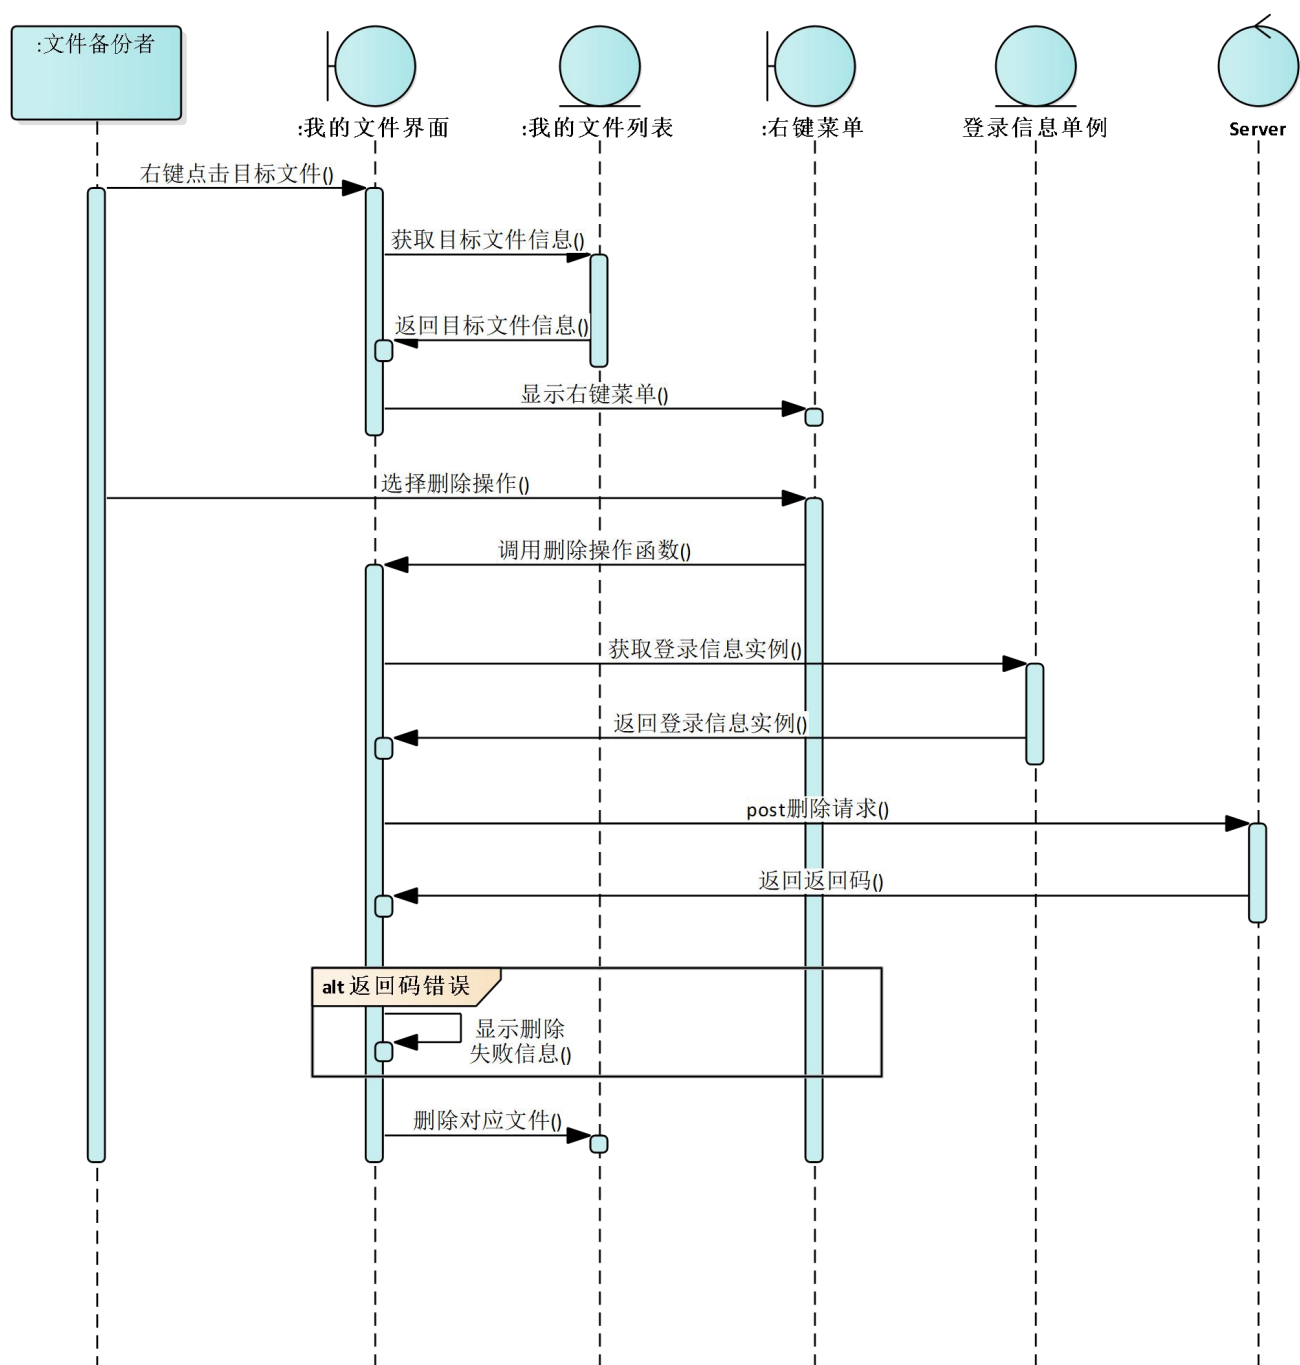 :文件备份者
:我的文件界面
:我的文件列表
:右键菜单
登录信息单例
Server
右键点击目标文件()
获取目标文件信息()
返回目标文件信息()
显示右键菜单()
选择删除操作()
调用删除操作函数()
获取登录信息实例()
返回登录信息实例()
post删除请求()
返回返回码()
alt 返回码错误
显示删除
失败信息()
删除对应文件()